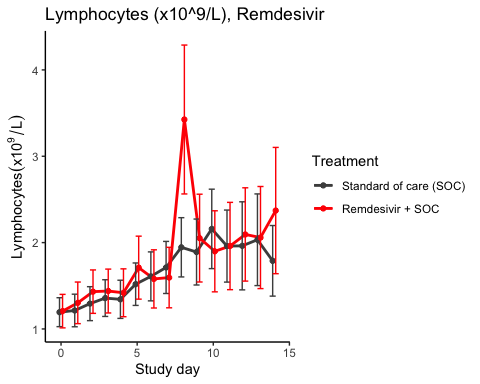 Lymphocytes (x10^9/L), Remdesivir
4
3
2
1
Lymphocytes(x10⁹/L)
0
5
10
15
Study day
Treatment
Standard of care (SOC)
Remdesivir + SOC